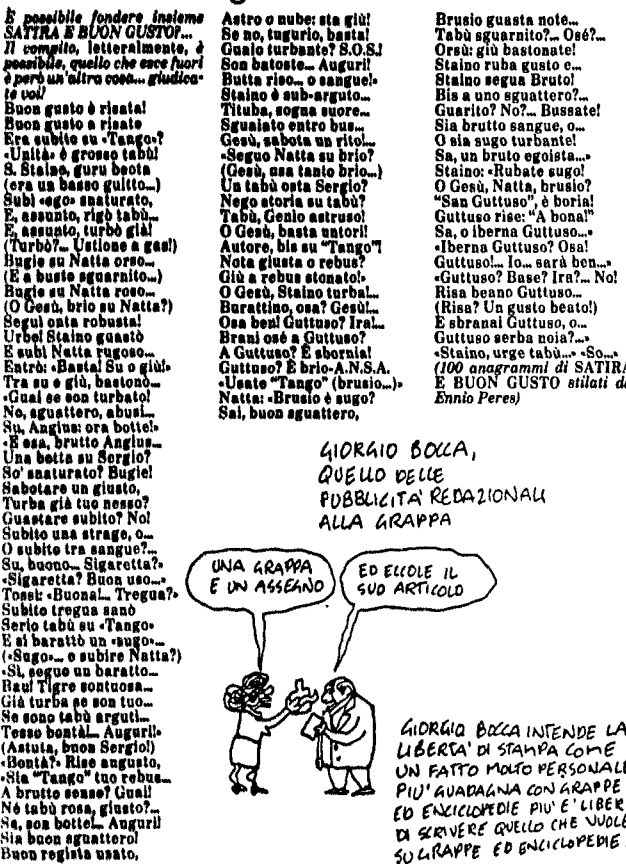 È possibile fondere insieme
SATIRA E BUON GUSTO?...
Il compito, letteralmente, è
possibile, quello che esce fuori
è però un'altra cosa... giudica-
te voi!
Buon gusto è risata!
Buon gusto a risate
Era subito su «Tango»?
«Unità» è grosso tabù!
S. Staino, guru beota
(era un basso guitto...)
Subì «ego» snaturato,
E, assunto, rigò tabù...
E, assunto, turbò già!
(Turbò?... Ustione a gas!)
Bugie su Natta orso...
(E a busto sguarnito...)
Bugie su Natta roso...
(O Gesù, brio su Natta?)
Seguì onta robusta!
Urbe! Staino guastò
E subì Natta rugoso...
Entrò: «Basta! Su o giù!»
Tra su e giù, bastonò...
«Guai se son turbato!
No, sguattero, abusi...
Su, Angius: ora botte!»
«E osa, brutto Angius...
Una botta su Sergio?
So' snaturato? Bugie!
Sabotare un giusto,
Turba già tuo nesso?
Guastare subito? No!
Subito una strage, o...
O subito tra sangue?...
Su, buono... Sigaretta?»
«Sigaretta? Buon uso...»
Tosse: «Buona!... Tregua?»
Subito tregua sanò
Serio tabù su «Tango»
E si barattò un «sugo»...
(«Sugo»... o subire Natta?)
«Sì, seguo un baratto...
Raul Tigre sontuosa...
Già turba se son tuo...
Se sono tabù arguti...
Tesso bontà!... Auguri!»
(Astuta, buon Sergio!)
«Bontà?» Rise augusto,
«Sia "Tango" tuo rebus...
A brutto senso? Guai!
Né tabù rosa, giusto?...
Sa, son botte!... Auguri!
Sia buon sguattero!
Buon regista usato,
Astro o nube: sta giù!
Se no, tugurio, basta!
Guaio turbante? S.O.S.!
Son batoste... Auguri!
Butta riso... o sangue!»
Staino è sub-arguto...
Tituba, sogna suore...
Sguaiato entro bus...
Gesù, sabota un rito!...
«Seguo Natta su brio?
(Gesù, usa tanto brio...)
Un tabù osta Sergio?
Nego storia su tabù?
Tabù, Genio astruso!
O Gesù, basta untori!
Autore, bis su "Tango"!
Nota giusta o rebus?
Giù a rebus stonato!»
O Gesù, Staino turba!...
Burattino, osa? Gesù!...
Osa ben! Guttuso? Ira!...
Brani osé a Guttuso?
A Guttuso? È sbornia!
Guttuso? È brio-A.N.S.A.
«Usate "Tango" (brusio...)»
Natta: «Brusio è sugo?
Sai, buon sguattero,
Brusio guasta note...
Tabù sguarnito?... Osé?...
Orsù: giù bastonate!
Staino ruba gusto e...
Staino segua Bruto!
Bis a uno sguattero?...
Guarito? No?... Bussate!
Sia brutto sangue, o...
O sia sugo turbante!
Sa, un bruto egoista...»
Staino: «Rubate sugo!
O Gesù, Natta, brusio?
"San Guttuso", è boria!
Guttuso rise: "A bona!"
Sa, o iberna Guttuso...»
«Iberna Guttuso? Osa!
Guttuso!... Io... sarà ben...»
«Guttuso? Base? Ira?... No!
Risa beano Guttuso...
(Risa? Un gusto beato!)
E sbranai Guttuso, o...
Guttuso serba noia?...»
«Staino, urge tabù...» «So...»
(100 anagrammi di SATIRA
E BUON GUSTO stilati da
Ennio Peres)
GIORGIO BOCCA,
QUELLO DELLE
PUBBLICITA' REDAZIONALI
ALLA GRAPPA
UNA GRAPPA
E UN ASSEGNO
ED ECCOLE IL
SUO ARTICOLO
GIORGIO BOCCA INTENDE LA
LIBERTA' DI STAMPA COME
UN FATTO MOLTO PERSONALE
PIU' GUADAGNA CON GRAPPE
ED ENCICLOPEDIE PIU' E' LIBER
DI SCRIVERE QUELLO CHE VUOLE
SU GRAPPE ED ENCICLOPEDIE.